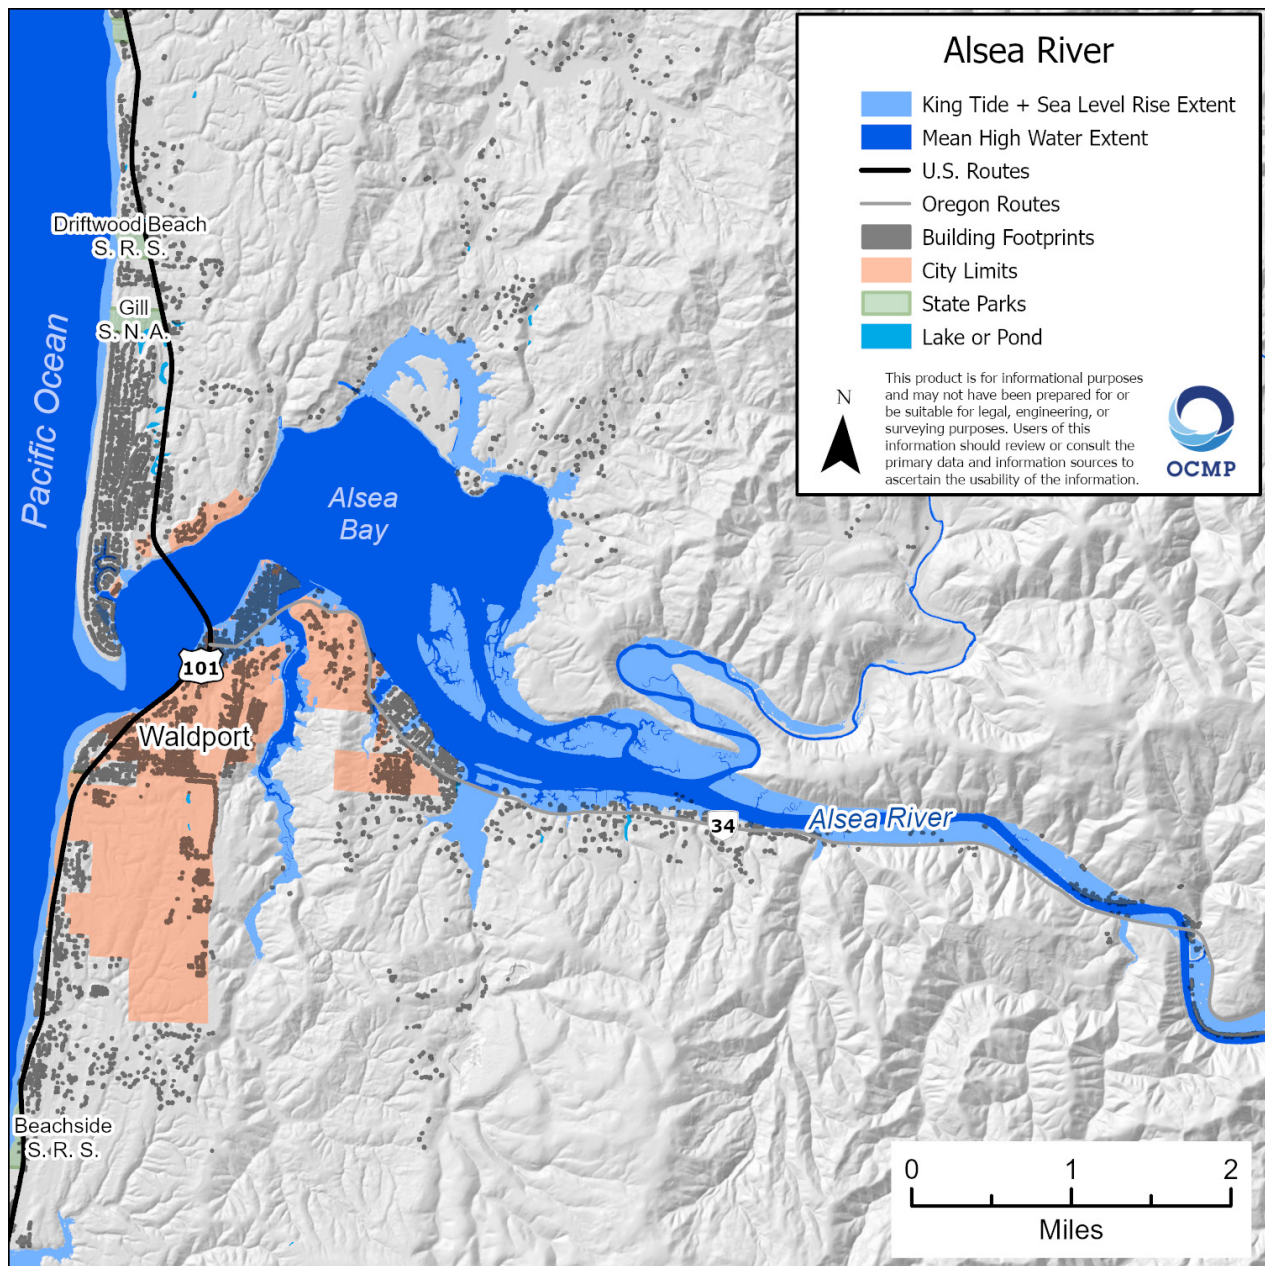 Alsea River
King Tide + Sea Level Rise Extent
Mean High Water Extent
U.S. Routes
Oregon Routes
Building Footprints
City Limits
State Parks
Lake or Pond
N
This product is for informational purposes
and may not have been prepared for or
be suitable for legal, engineering, or
surveying purposes. Users of this
information should review or consult the
primary data and information sources to
ascertain the usability of the information.
OCMP
Driftwood Beach
S. R. S.
Gill
S. N. A.
Pacific Ocean
Alsea
Bay
101
Waldport
34
Alsea River
Beachside
S. R. S.
0 1 2
Miles